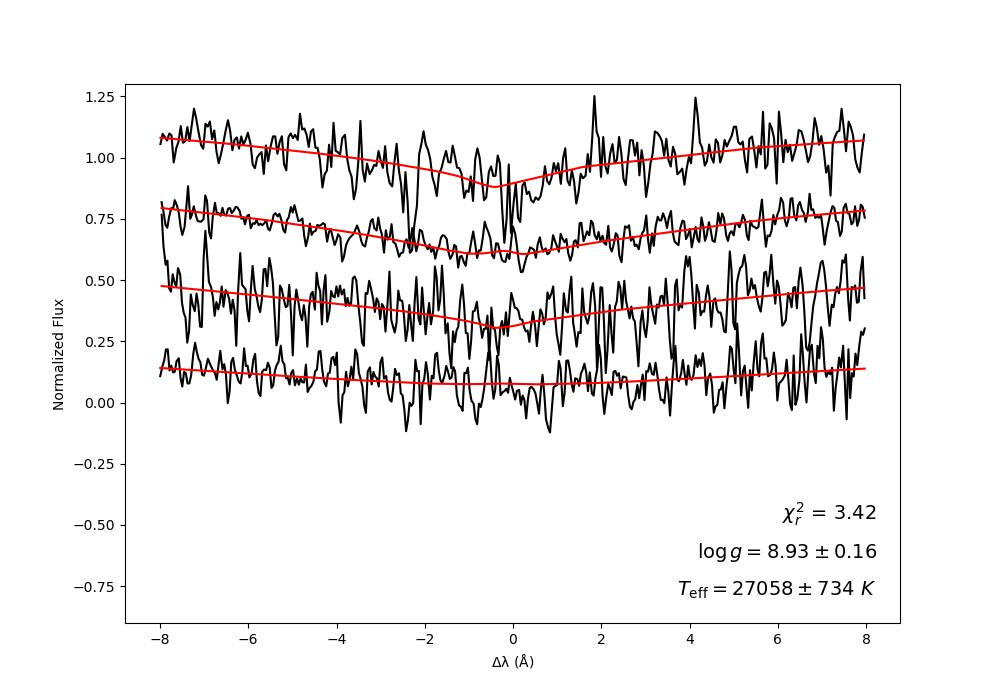 1.25
1.00
0.75
0.50
0.25
0.00
−0.25
−0.50
−0.75
Normalized Flux
χ²ᵣ = 3.42
log g = 8.93 ± 0.16
T_eff = 27058 ± 734 K
−8 −6 −4 −2 0 2 4 6 8
Δλ (Å)